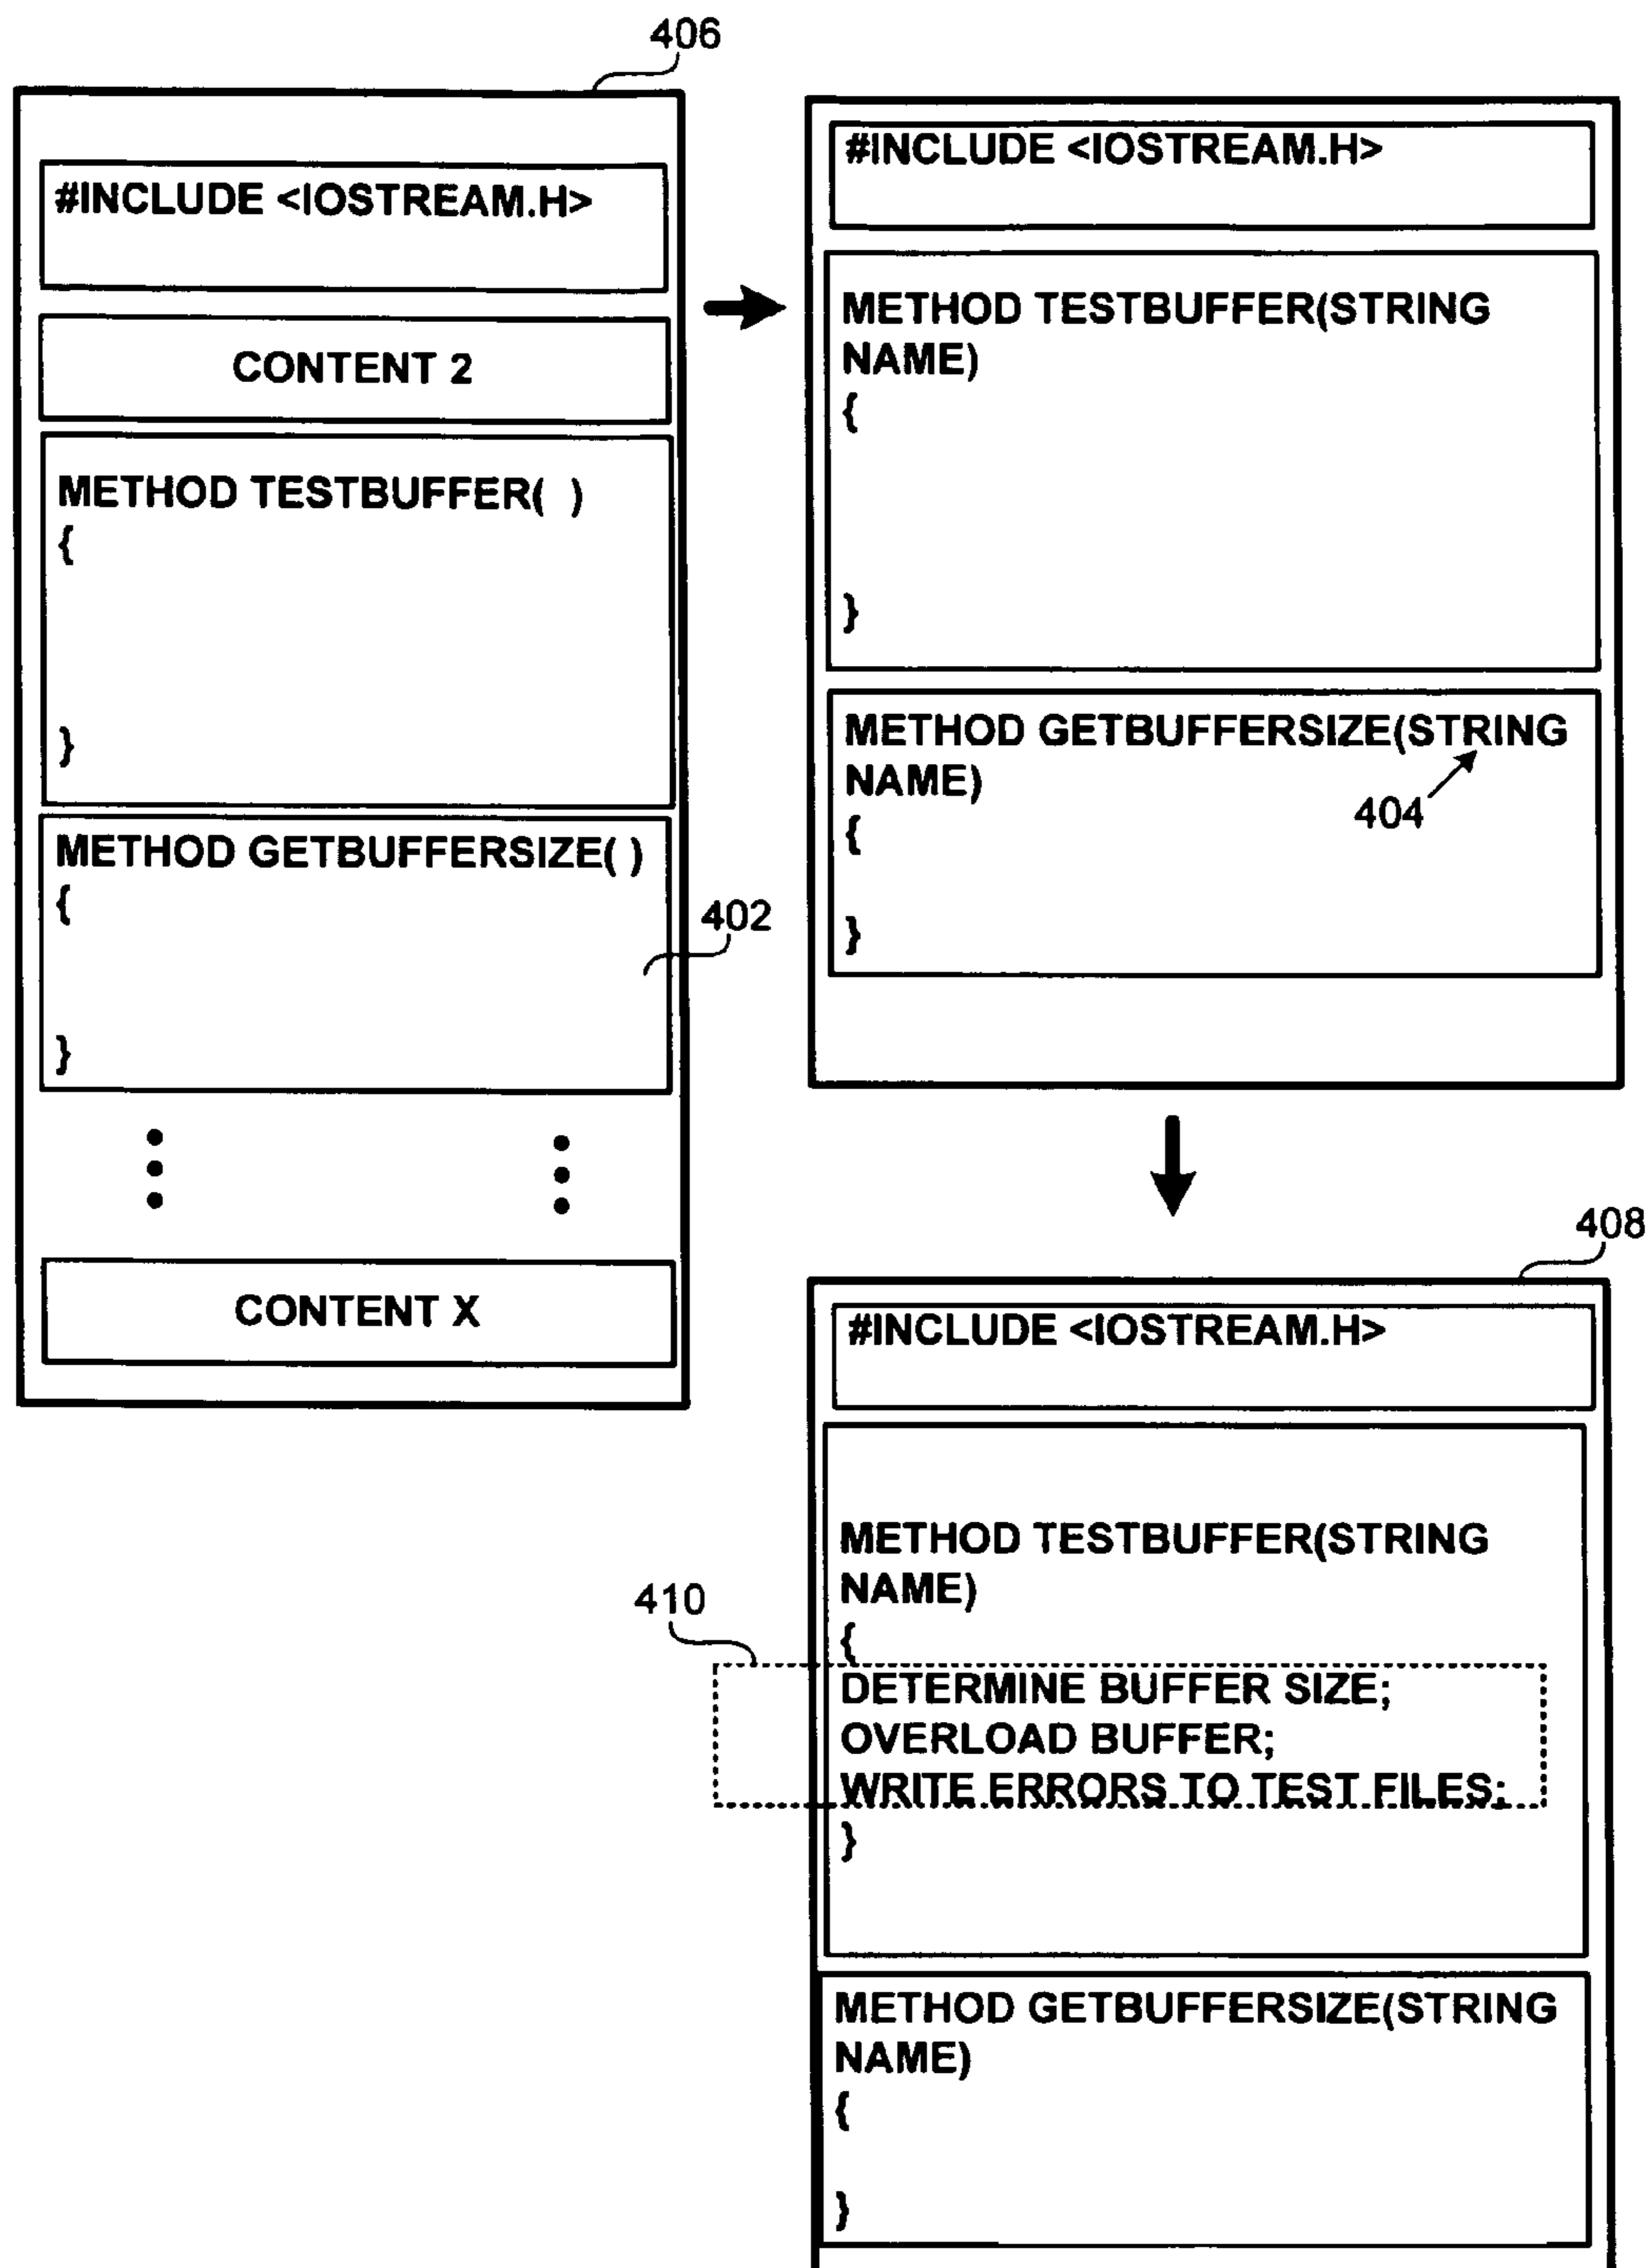 406
#INCLUDE <IOSTREAM.H>
CONTENT 2
METHOD TESTBUFFER( )
{
}
METHOD GETBUFFERSIZE( )
{
402
}
CONTENT X
#INCLUDE <IOSTREAM.H>
METHOD TESTBUFFER(STRING
NAME)
{
}
METHOD GETBUFFERSIZE(STRING
NAME)
404
{
}
408
#INCLUDE <IOSTREAM.H>
METHOD TESTBUFFER(STRING
NAME)
410
{
DETERMINE BUFFER SIZE;
OVERLOAD BUFFER;
WRITE ERRORS TO TEST FILES;
}
METHOD GETBUFFERSIZE(STRING
NAME)
{
}